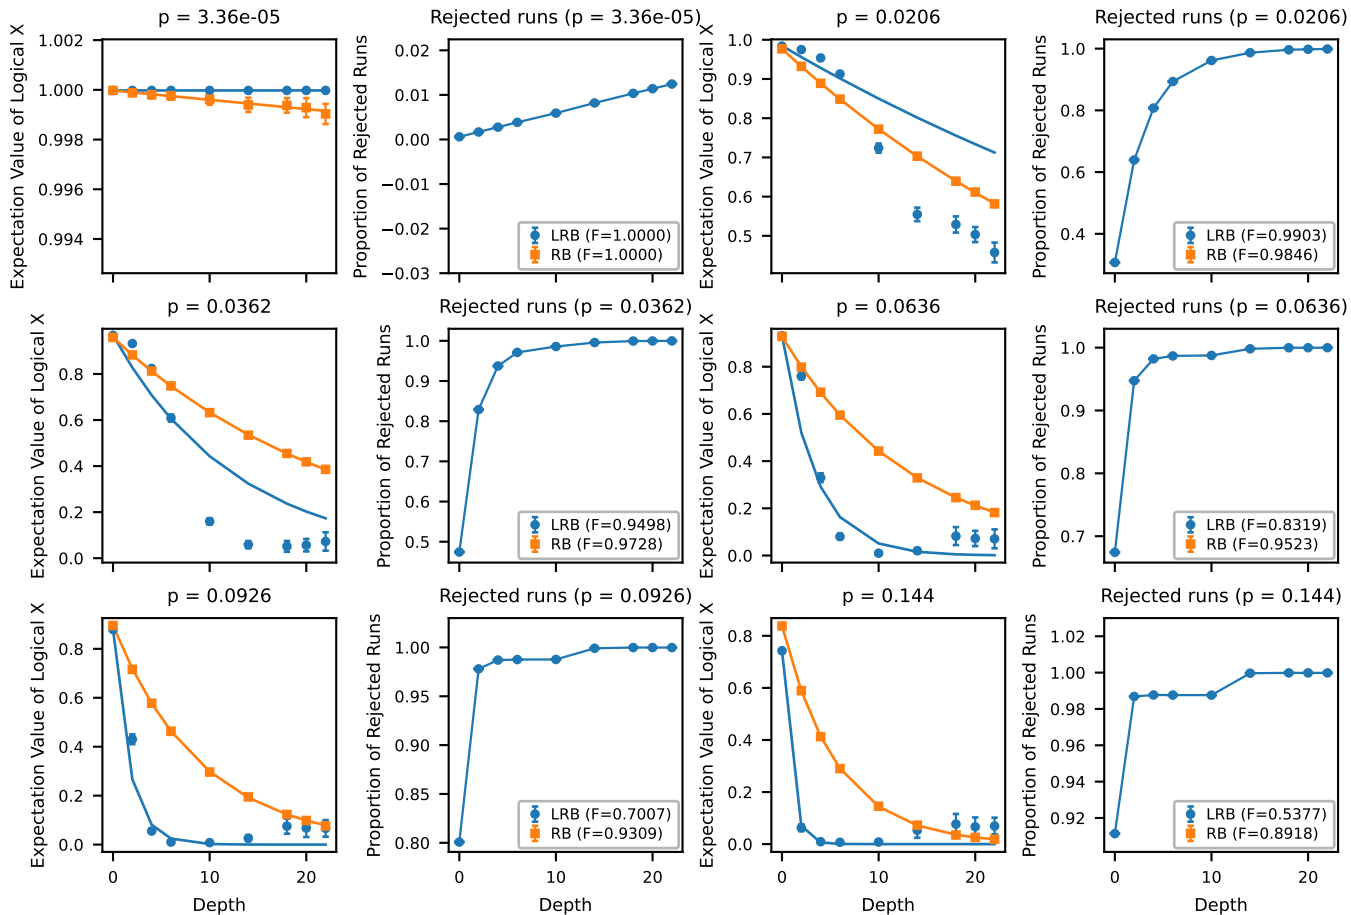 p = 3.36e-05
Rejected runs (p = 3.36e-05)
p = 0.0206
Rejected runs (p = 0.0206)
Expectation Value of Logical X
1.002
1.000
0.998
0.996
0.994
Proportion of Rejected Runs
0.02
0.01
0.00
−0.01
−0.02
−0.03
LRB (F=1.0000)
RB (F=1.0000)
Expectation Value of Logical X
1.0
0.9
0.8
0.7
0.6
0.5
Proportion of Rejected Runs
1.0
0.8
0.6
0.4
LRB (F=0.9903)
RB (F=0.9846)
p = 0.0362
Rejected runs (p = 0.0362)
p = 0.0636
Rejected runs (p = 0.0636)
Expectation Value of Logical X
0.8
0.6
0.4
0.2
0.0
Proportion of Rejected Runs
1.0
0.9
0.8
0.7
0.6
0.5
LRB (F=0.9498)
RB (F=0.9728)
Expectation Value of Logical X
0.8
0.6
0.4
0.2
0.0
Proportion of Rejected Runs
1.0
0.9
0.8
0.7
LRB (F=0.8319)
RB (F=0.9523)
p = 0.0926
Rejected runs (p = 0.0926)
p = 0.144
Rejected runs (p = 0.144)
Expectation Value of Logical X
0.8
0.6
0.4
0.2
0.0
0 10 20
Depth
Proportion of Rejected Runs
1.00
0.95
0.90
0.85
0.80
LRB (F=0.7007)
RB (F=0.9309)
0 10 20
Depth
Expectation Value of Logical X
0.8
0.6
0.4
0.2
0.0
0 10 20
Depth
Proportion of Rejected Runs
1.02
1.00
0.98
0.96
0.94
0.92
LRB (F=0.5377)
RB (F=0.8918)
0 10 20
Depth